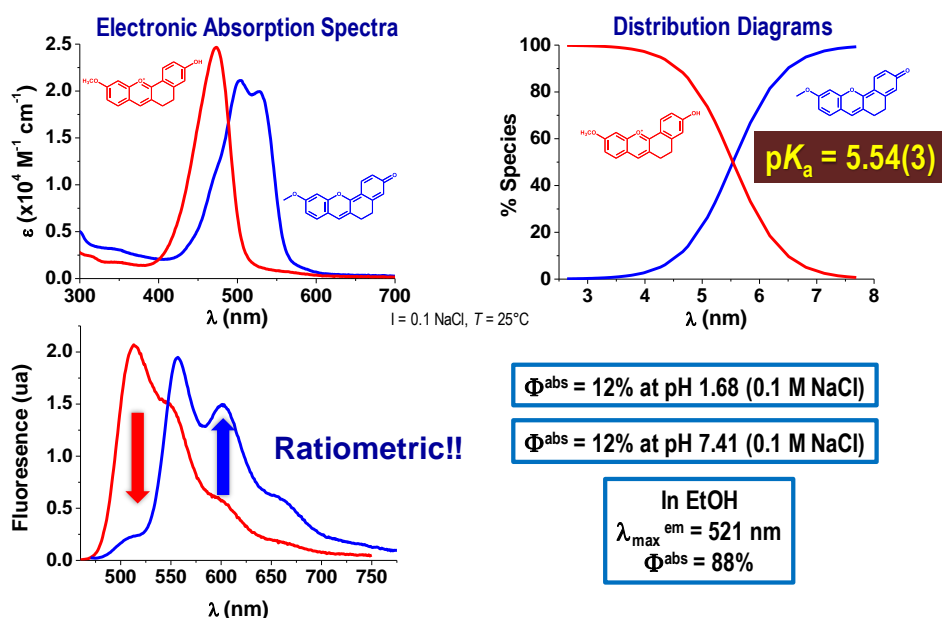 Electronic Absorption Spectra
ε (x10⁴ M⁻¹ cm⁻¹)
2.5
2.0
1.5
1.0
0.5
0.0
300 400 500 600 700
λ (nm)
H₃CO
O⁺
OH
O
O
O
I = 0.1 NaCl, T = 25°C
Distribution Diagrams
% Species
100
80
60
40
20
0
3 4 5 6 7 8
λ (nm)
H₃CO
O⁺
OH
O
O
O
pKₐ = 5.54(3)
Fluoresence (ua)
2.0
1.5
1.0
0.5
0.0
500 550 600 650 700 750
λ (nm)
Ratiometric!!
Φᵃᵇˢ = 12% at pH 1.68 (0.1 M NaCl)
Φᵃᵇˢ = 12% at pH 7.41 (0.1 M NaCl)
In EtOH
λmax ᵉᵐ = 521 nm
Φᵃᵇˢ = 88%